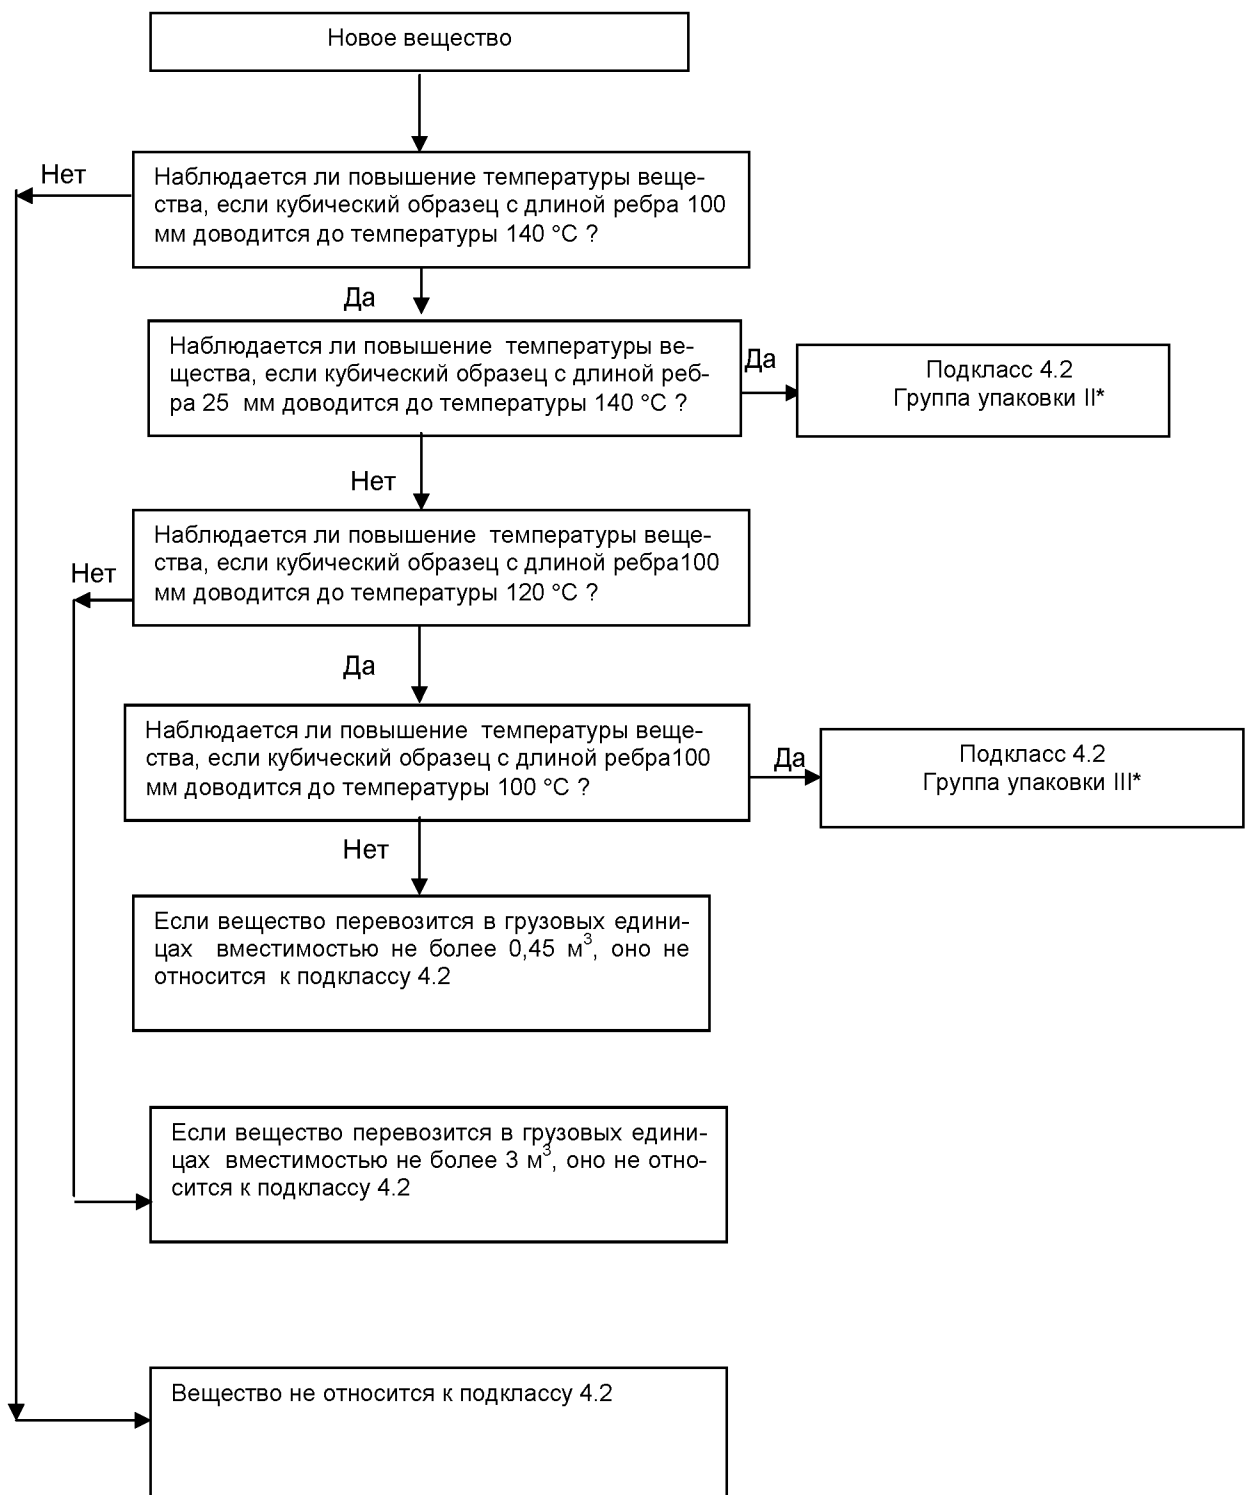 Новое вещество
Нет
Наблюдается ли повышение температуры веще-
ства, если кубический образец с длиной ребра 100
мм доводится до температуры 140 °C ?
Да
Наблюдается ли повышение температуры ве-
щества, если кубический образец с длиной реб-
ра 25 мм доводится до температуры 140 °C ?
Да
Подкласс 4.2
Группа упаковки II*
Нет
Наблюдается ли повышение температуры веще-
ства, если кубический образец с длиной ребра100
мм доводится до температуры 120 °C ?
Нет
Да
Наблюдается ли повышение температуры веще-
ства, если кубический образец с длиной ребра100
мм доводится до температуры 100 °C ?
Да
Подкласс 4.2
Группа упаковки III*
Нет
Если вещество перевозится в грузовых едини-
цах вместимостью не более 0,45 м³, оно не
относится к подклассу 4.2
Если вещество перевозится в грузовых едини-
цах вместимостью не более 3 м³, оно не отно-
сится к подклассу 4.2
Вещество не относится к подклассу 4.2